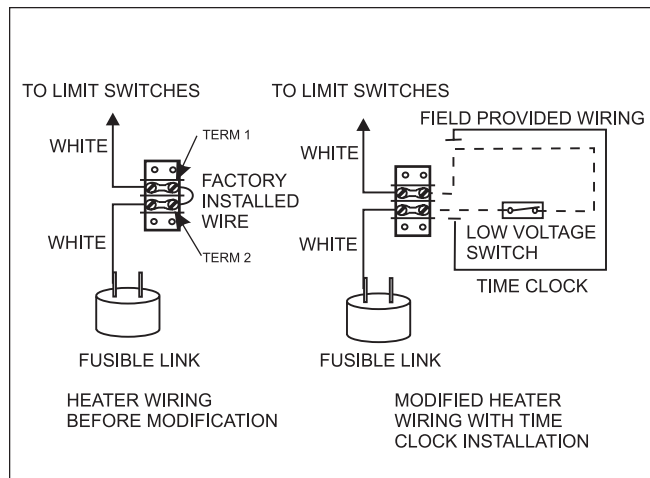 TO LIMIT SWITCHES
WHITE
TERM 1
FACTORY
INSTALLED
WIRE
WHITE
TERM 2
FUSIBLE LINK
HEATER WIRING
BEFORE MODIFICATION
TO LIMIT SWITCHES
FIELD PROVIDED WIRING
WHITE
WHITE
LOW VOLTAGE
SWITCH
TIME CLOCK
FUSIBLE LINK
MODIFIED HEATER
WIRING WITH TIME
CLOCK INSTALLATION